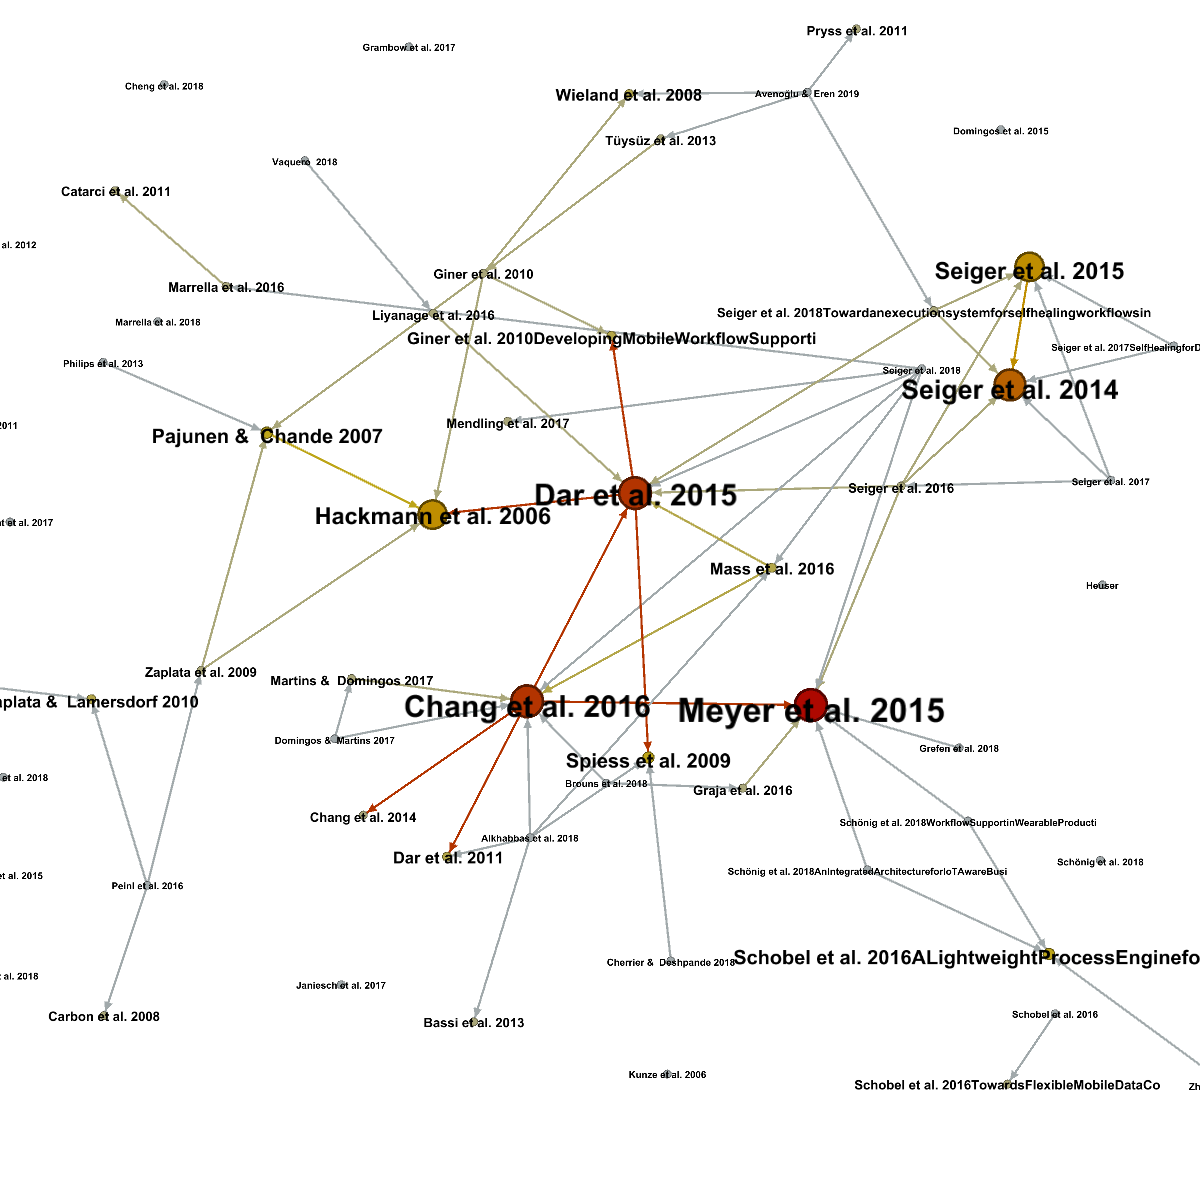 Pryss et al. 2011
Grambow et al. 2017
Cheng et al. 2018
Wieland et al. 2008
Avenoğlu & Eren 2019
Domingos et al. 2015
Tüysüz et al. 2013
Vaquero 2018
Catarci et al. 2011
al. 2012
Giner et al. 2010
Seiger et al. 2015
Marrella et al. 2016
Liyanage et al. 2016
Seiger et al. 2018Towardanexecutionsystemforselfhealingworkflowsin
Marrella et al. 2018
Giner et al. 2010DevelopingMobileWorkflowSupporti
Seiger et al. 2017SelfHealingforD
Philips et al. 2013
Seiger et al. 2018
Seiger et al. 2014
2011
Mendling et al. 2017
Pajunen & Chande 2007
Seiger et al. 2017
Seiger et al. 2016
Dar et al. 2015
Hackmann et al. 2006
et al. 2017
Mass et al. 2016
Heuser
Zaplata et al. 2009
Martins & Domingos 2017
aplata & Lamersdorf 2010
Chang et al. 2016
Meyer et al. 2015
Domingos & Martins 2017
Grefen et al. 2018
Spiess et al. 2009
et al. 2018
Brouns et al. 2018
Graja et al. 2016
Chang et al. 2014
Schönig et al. 2018WorkflowSupportinWearableProducti
Alkhabbas et al. 2018
Dar et al. 2011
Schönig et al. 2018
Schönig et al. 2018AnIntegratedArchitectureforIoTAwareBusi
et al. 2015
Peinl et al. 2016
Schobel et al. 2016ALightweightProcessEnginefo
Cherrier & Deshpande 2018
et al. 2018
Janiesch et al. 2017
Carbon et al. 2008
Schobel et al. 2016
Bassi et al. 2013
Kunze et al. 2006
Schobel et al. 2016TowardsFlexibleMobileDataCo
Zh